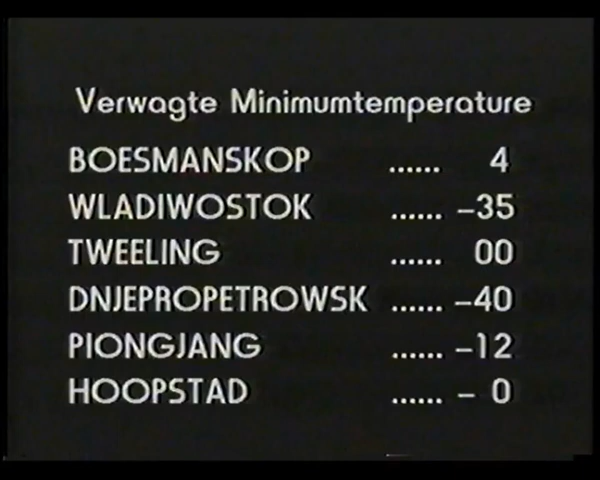 Verwagte Minimumtemperature
BOESMANSKOP ...... 4
WLADIWOSTOK ...... –35
TWEELING ...... 00
DNJEPROPETROWSK ...... –40
PIONGJANG ...... –12
HOOPSTAD ...... – 0